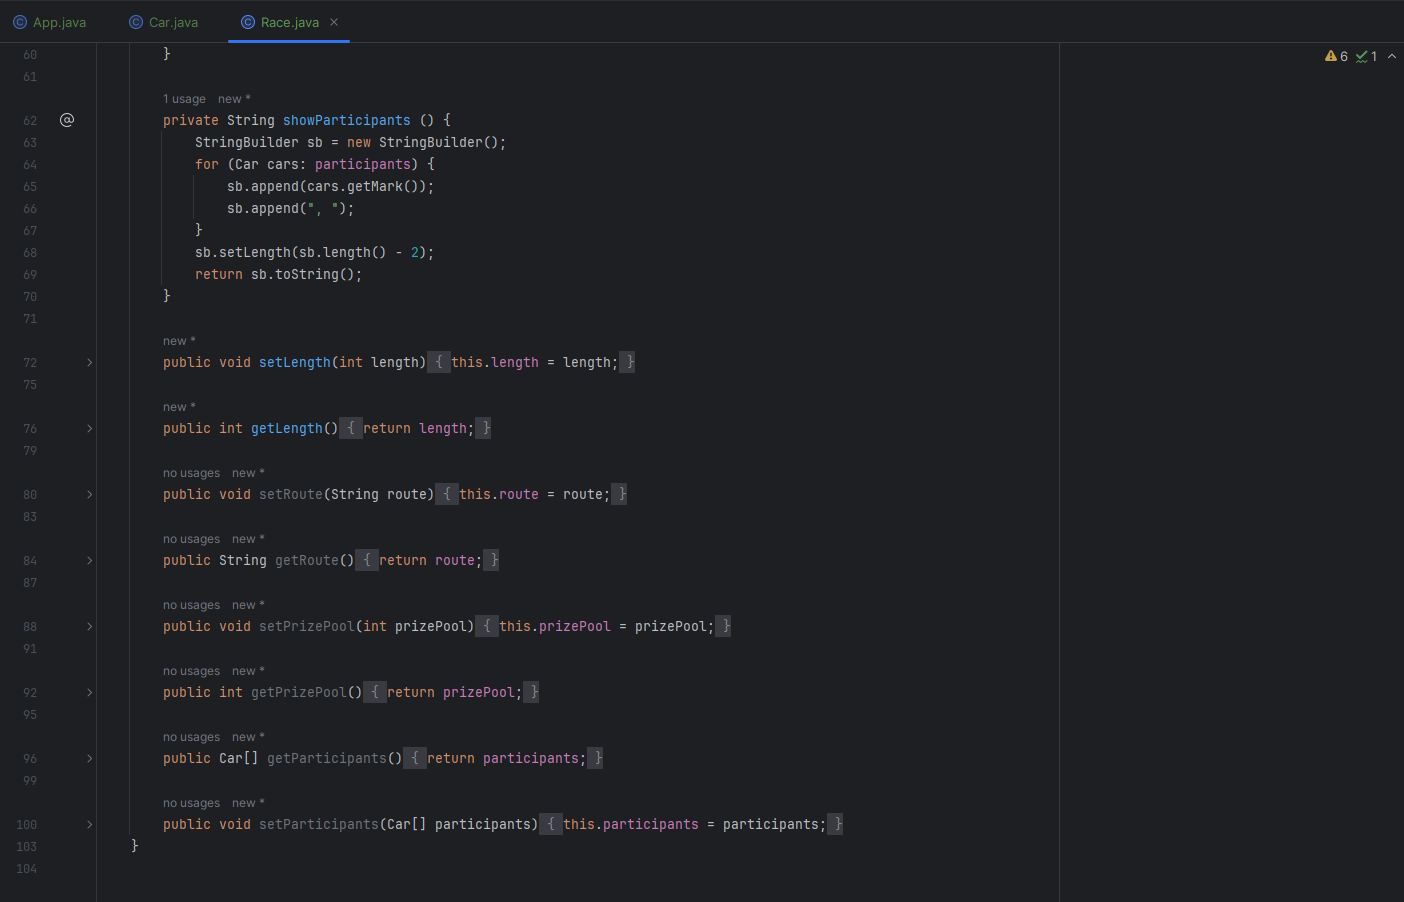 App.java Car.java Race.java
6 1
60 }
61
1 usage new *
62 private String showParticipants () {
63 StringBuilder sb = new StringBuilder();
64 for (Car cars: participants) {
65 sb.append(cars.getMark());
66 sb.append(", ");
67 }
68 sb.setLength(sb.length() - 2);
69 return sb.toString();
70 }
71
new *
72 public void setLength(int length) { this.length = length; }
75
new *
76 public int getLength() { return length; }
79
no usages new *
80 public void setRoute(String route) { this.route = route; }
83
no usages new *
84 public String getRoute() { return route; }
87
no usages new *
88 public void setPrizePool(int prizePool) { this.prizePool = prizePool; }
91
no usages new *
92 public int getPrizePool() { return prizePool; }
95
no usages new *
96 public Car[] getParticipants() { return participants; }
99
no usages new *
100 public void setParticipants(Car[] participants) { this.participants = participants; }
103 }
104